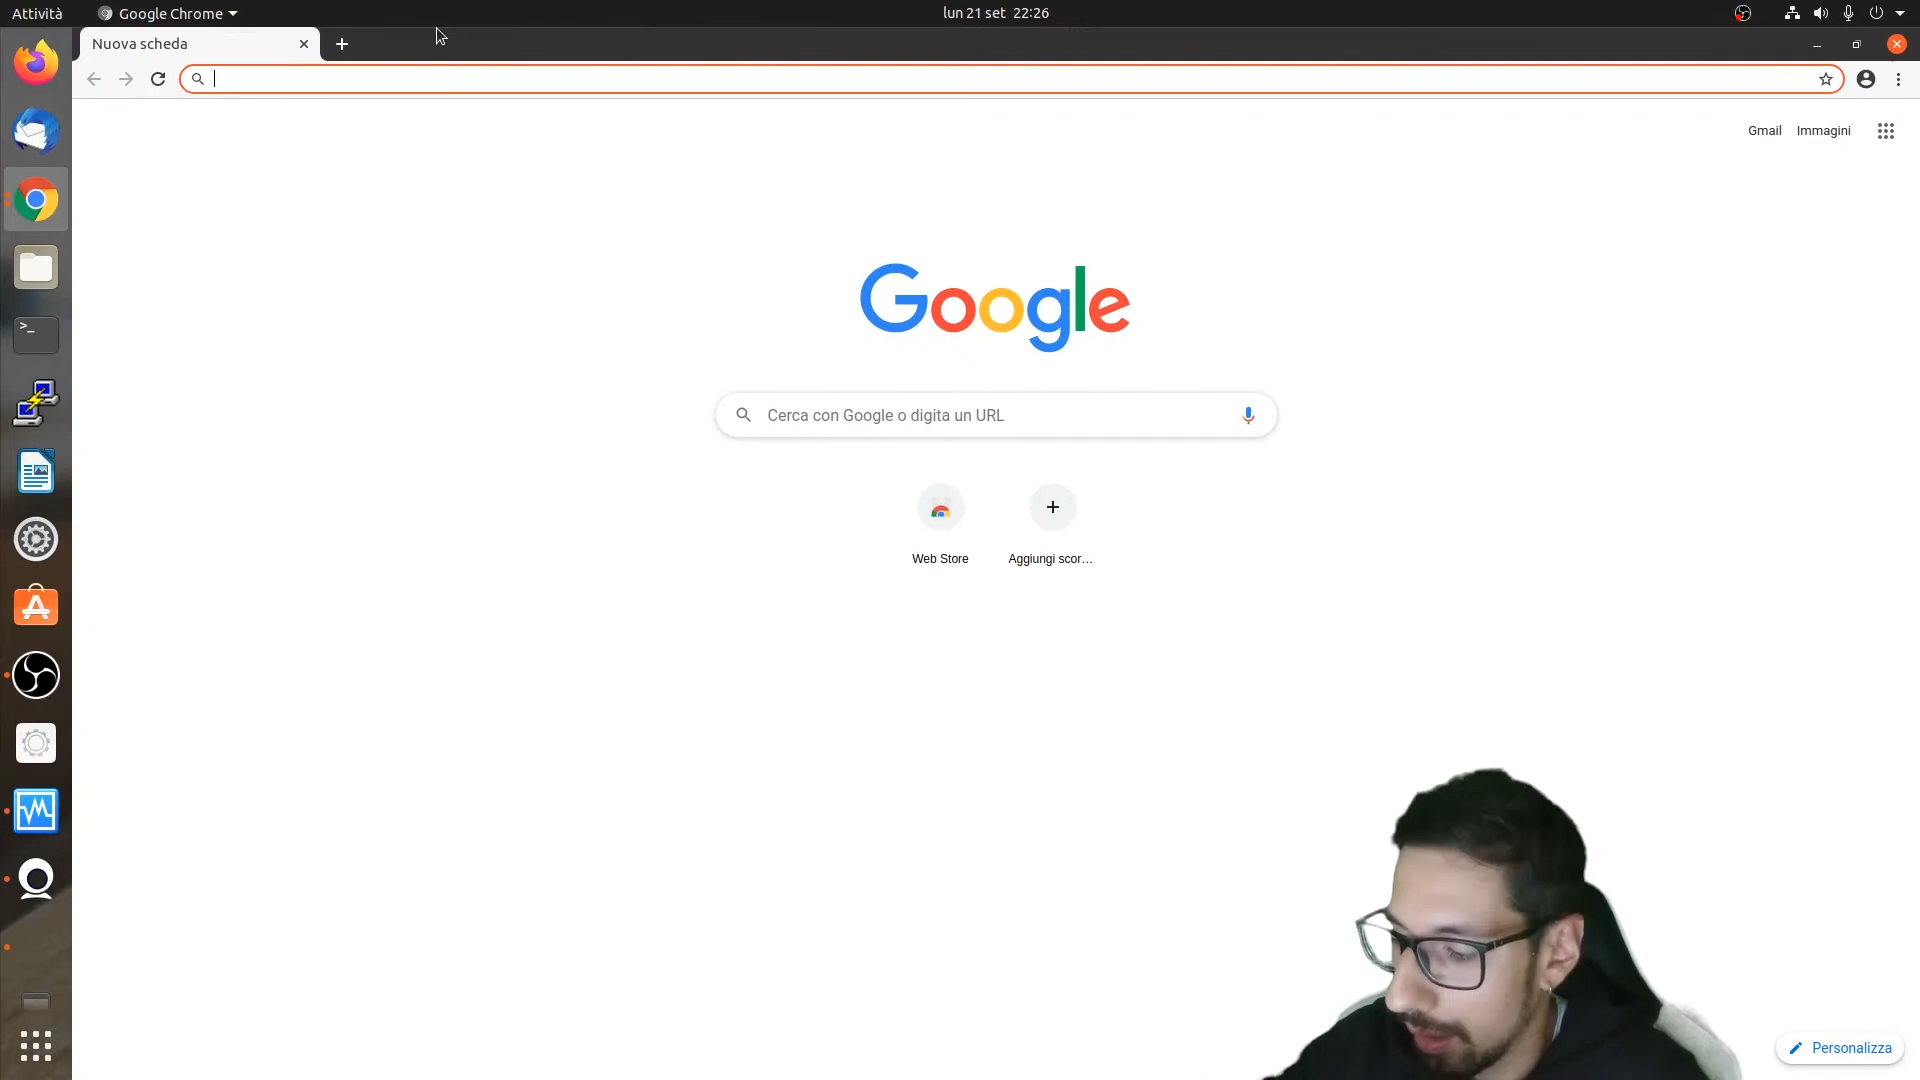 Attività
Google Chrome
lun 21 set 22:26
Nuova scheda
Gmail
Immagini
Google
Cerca con Google o digita un URL
Web Store
Aggiungi scor…
Personalizza
>_